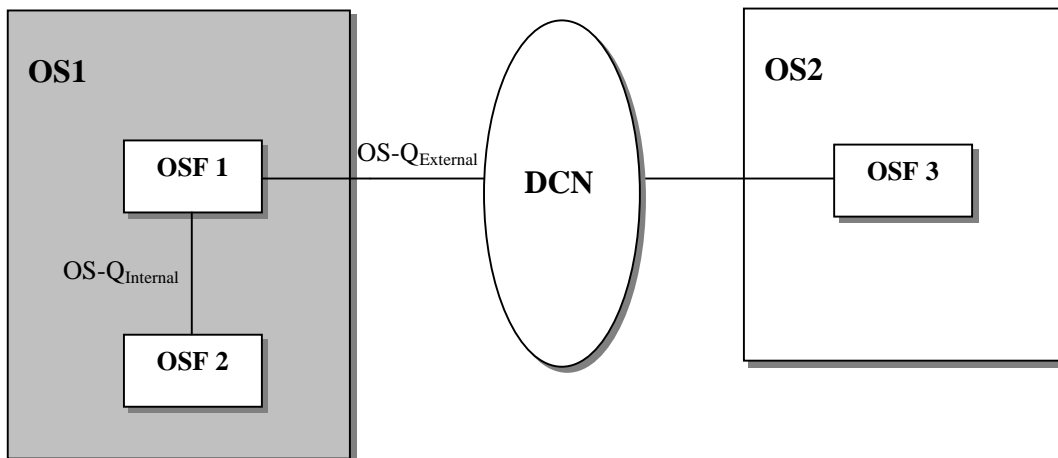 OS1
OS2
OSF 1
OS-QExternal
DCN
OSF 3
OS-QInternal
OSF 2